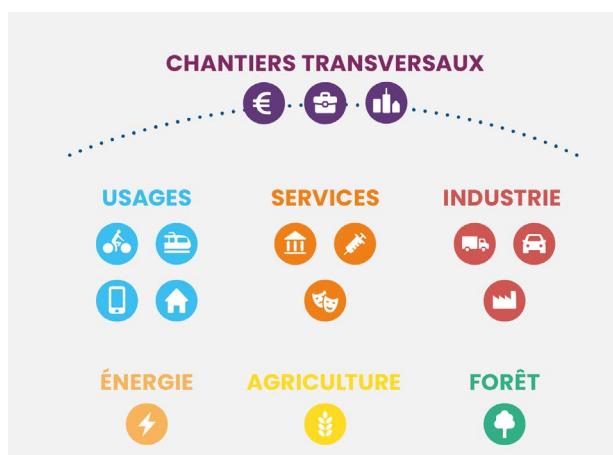 CHANTIERS TRANSVERSAUX
USAGES
SERVICES
INDUSTRIE
ÉNERGIE
AGRICULTURE
FORÊT